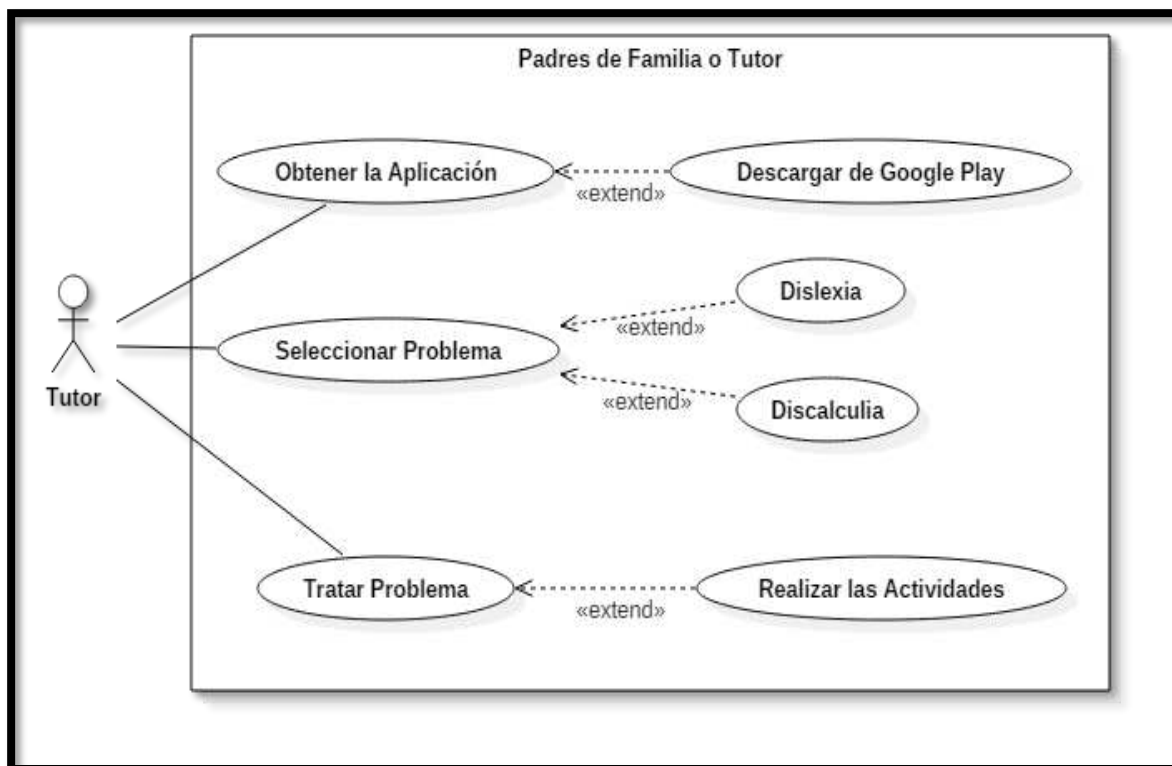 Padres de Familia o Tutor
Obtener la Aplicación
«extend»
Descargar de Google Play
Dislexia
«extend»
Seleccionar Problema
«extend»
Discalculia
Tutor
Tratar Problema
«extend»
Realizar las Actividades